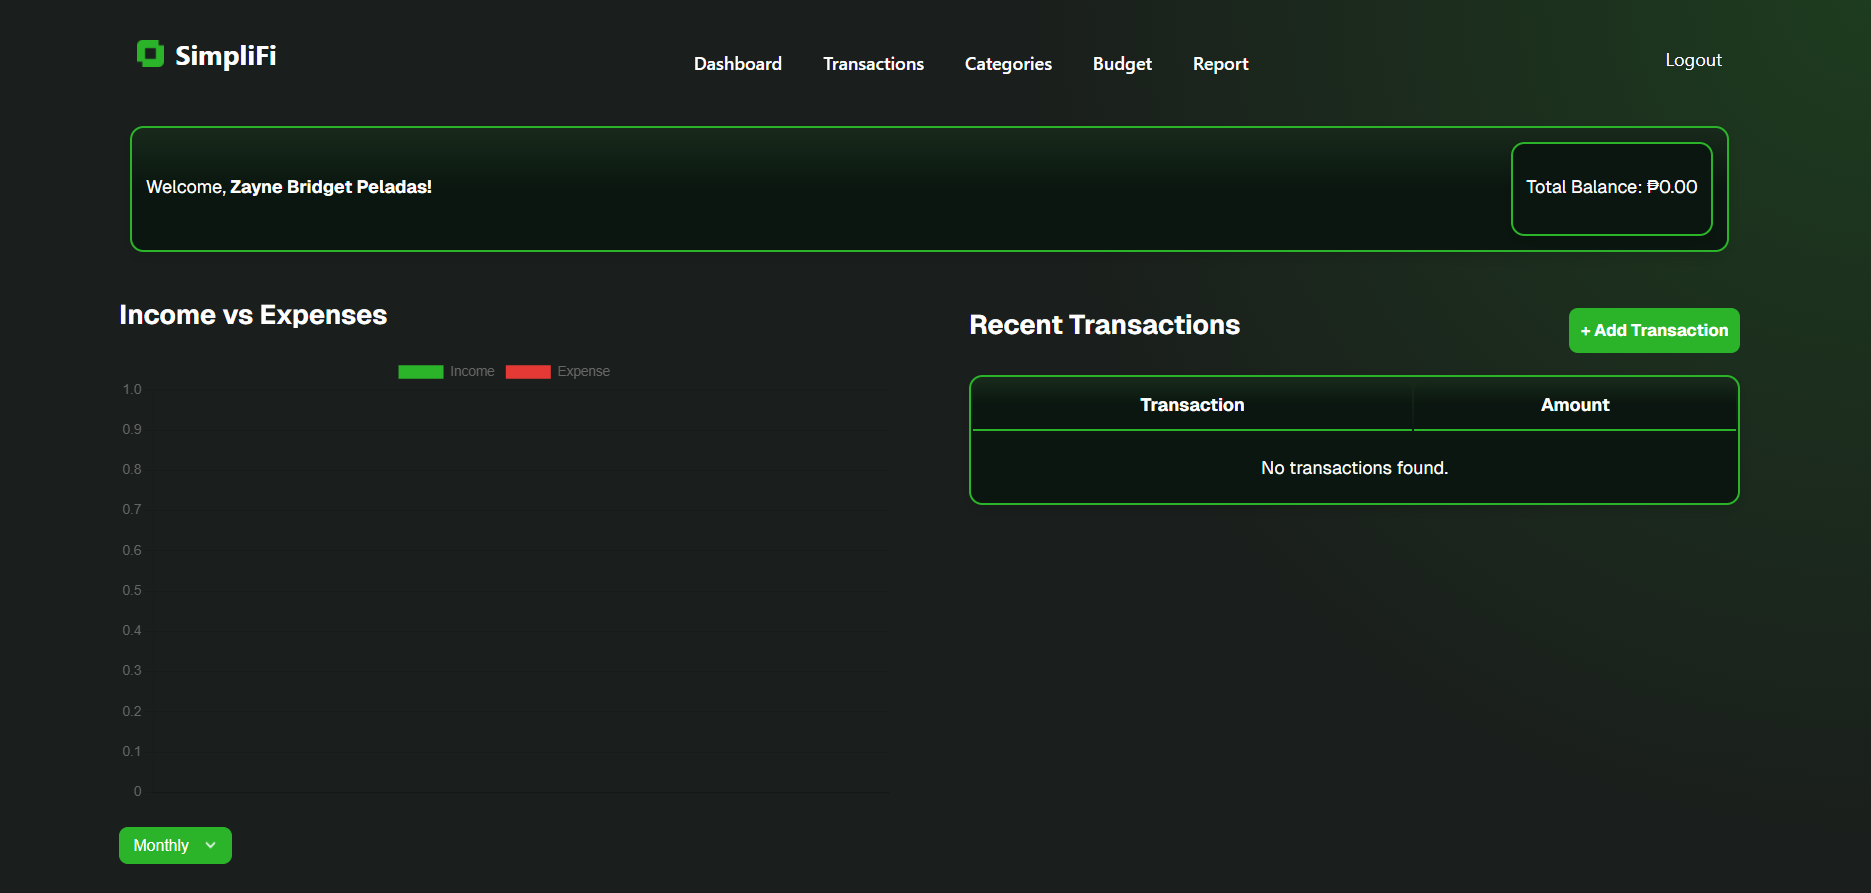 SimpliFi
Dashboard Transactions Categories Budget Report
Logout
Welcome, Zayne Bridget Peladas!
Total Balance: ₱0.00
Income vs Expenses
Income Expense
1.0
0.9
0.8
0.7
0.6
0.5
0.4
0.3
0.2
0.1
0
Monthly
Recent Transactions
+ Add Transaction
Transaction Amount
No transactions found.